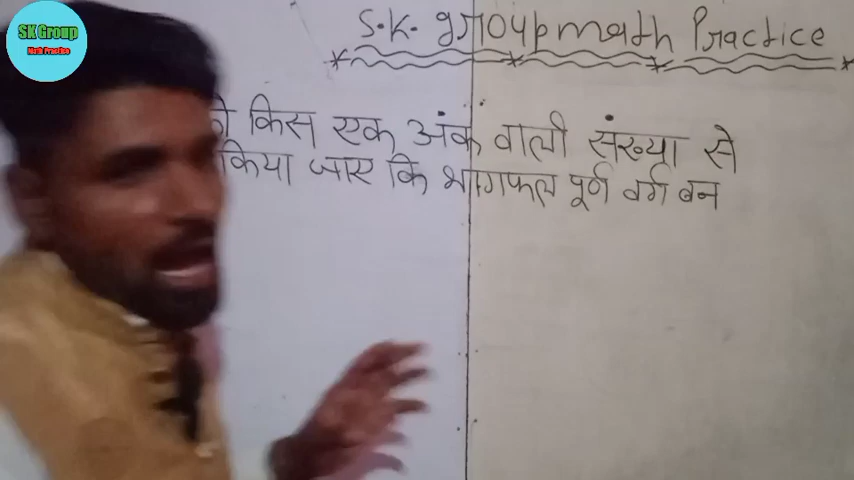 SK Group
Math Practice
S.K. group math Practice
किस एक अंक वाली संख्या से
किया जाए कि भागफल पूर्ण वर्ग बन